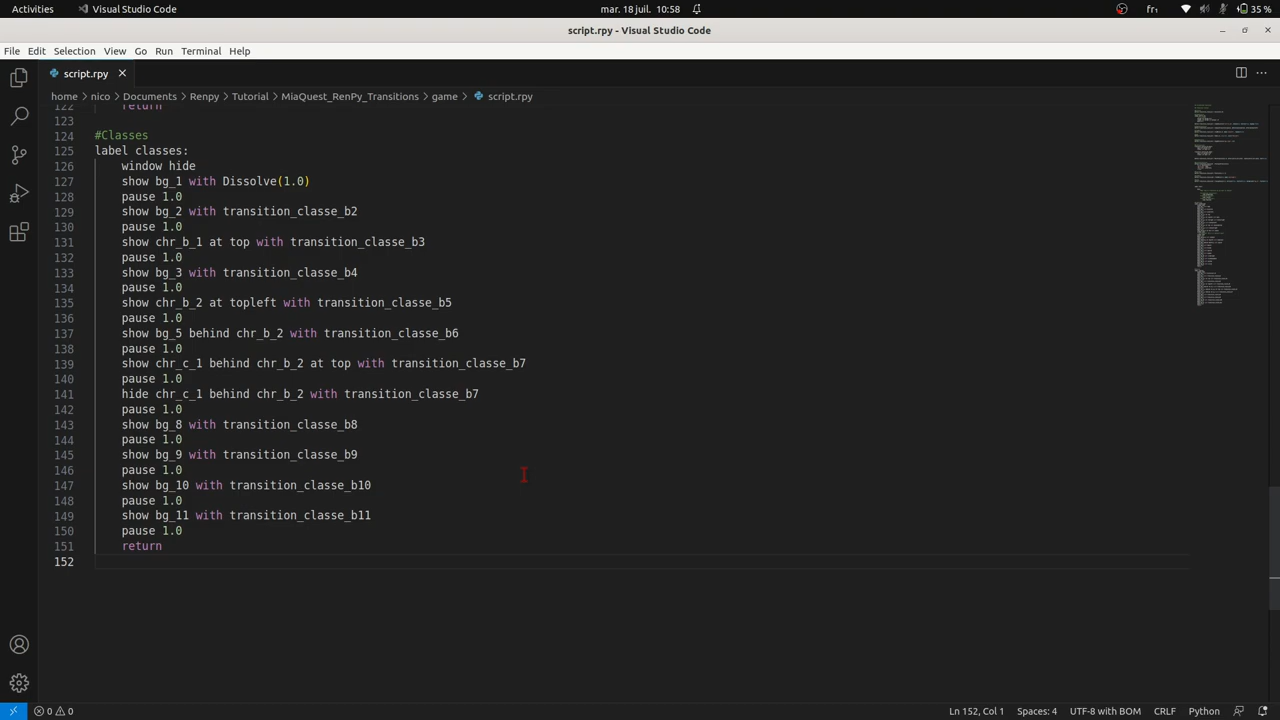 Activities
Visual Studio Code
mar. 18 juil. 10:58
fr₁
35 %
script.rpy - Visual Studio Code
File Edit Selection View Go Run Terminal Help
script.rpy
home nico Documents Renpy Tutorial MiaQuest_RenPy_Transitions game script.rpy
122 return
123
124 #Classes
125 label classes:
126 window hide
127 show bg_1 with Dissolve(1.0)
128 pause 1.0
129 show bg_2 with transition_classe_b2
130 pause 1.0
131 show chr_b_1 at top with transition_classe_b3
132 pause 1.0
133 show bg_3 with transition_classe_b4
134 pause 1.0
135 show chr_b_2 at topleft with transition_classe_b5
136 pause 1.0
137 show bg_5 behind chr_b_2 with transition_classe_b6
138 pause 1.0
139 show chr_c_1 behind chr_b_2 at top with transition_classe_b7
140 pause 1.0
141 hide chr_c_1 behind chr_b_2 with transition_classe_b7
142 pause 1.0
143 show bg_8 with transition_classe_b8
144 pause 1.0
145 show bg_9 with transition_classe_b9
146 pause 1.0
147 show bg_10 with transition_classe_b10
148 pause 1.0
149 show bg_11 with transition_classe_b11
150 pause 1.0
151 return
152
0 0
Ln 152, Col 1 Spaces: 4 UTF-8 with BOM CRLF Python